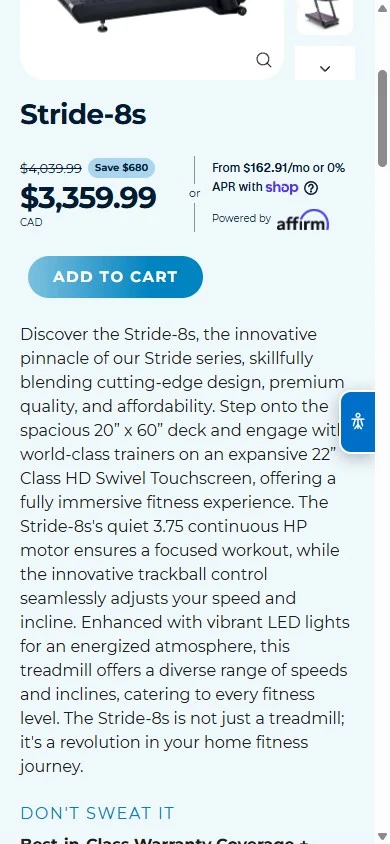 Stride-8s
$4,039.99 Save $680
$3,359.99
CAD
or
From $162.91/mo or 0%
APR with shop
Powered by affirm
ADD TO CART
Discover the Stride-8s, the innovative
pinnacle of our Stride series, skillfully
blending cutting-edge design, premium
quality, and affordability. Step onto the
spacious 20” x 60” deck and engage with
world-class trainers on an expansive 22”
Class HD Swivel Touchscreen, offering a
fully immersive fitness experience. The
Stride-8s's quiet 3.75 continuous HP
motor ensures a focused workout, while
the innovative trackball control
seamlessly adjusts your speed and
incline. Enhanced with vibrant LED lights
for an energized atmosphere, this
treadmill offers a diverse range of speeds
and inclines, catering to every fitness
level. The Stride-8s is not just a treadmill;
it's a revolution in your home fitness
journey.
DON'T SWEAT IT
Best-in-Class Warranty Coverage +